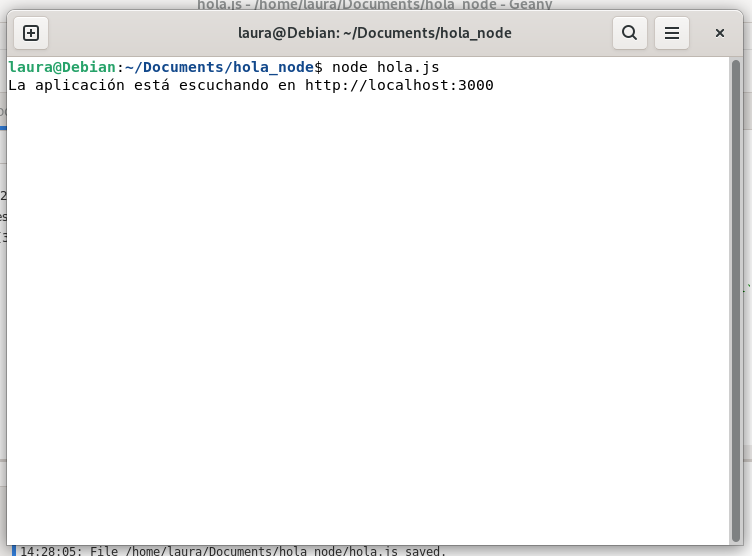 hola.js - /home/laura/Documents/hola_node - Geany
laura@Debian: ~/Documents/hola_node
laura@Debian:~/Documents/hola_node$ node hola.js
La aplicación está escuchando en http://localhost:3000
14:28:05: File /home/laura/Documents/hola_node/hola.js saved.